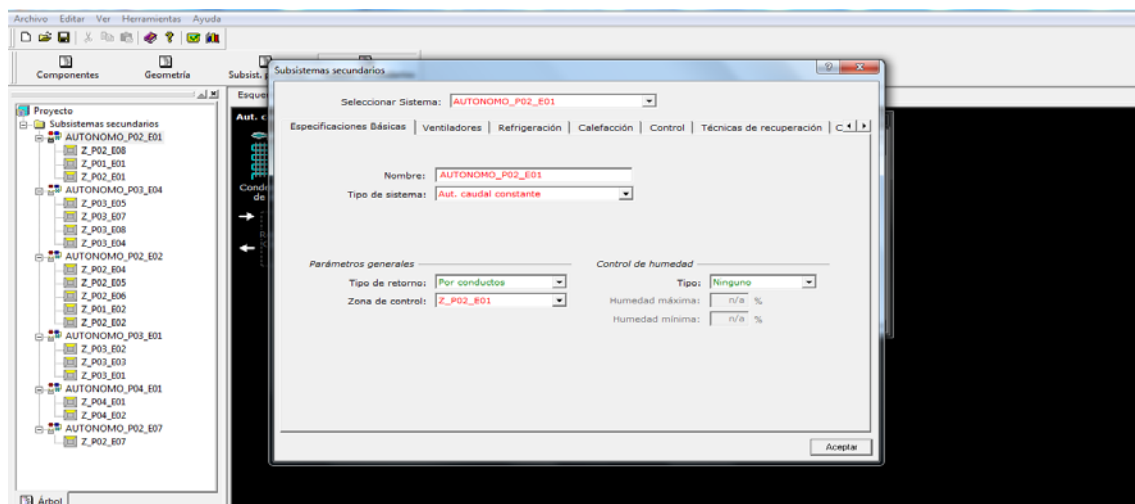 Archivo Editar Ver Herramientas Ayuda
Componentes Geometría Subsist.
Proyecto
Subsistemas secundarios
AUTONOMO_P02_E01
Z_P02_E08
Z_P01_E01
Z_P02_E01
AUTONOMO_P03_E04
Z_P03_E05
Z_P03_E07
Z_P03_E08
Z_P03_E04
AUTONOMO_P02_E02
Z_P02_E04
Z_P02_E05
Z_P02_E06
Z_P01_E02
Z_P02_E02
AUTONOMO_P03_E01
Z_P03_E02
Z_P03_E03
Z_P03_E01
AUTONOMO_P04_E01
Z_P04_E01
Z_P04_E02
AUTONOMO_P02_E07
Z_P02_E07
Árbol
Esque
Aut. c
Conde
de
Subsistemas secundarios
Seleccionar Sistema: AUTONOMO_P02_E01
Especificaciones Básicas Ventiladores Refrigeración Calefacción Control Técnicas de recuperación C
Nombre: AUTONOMO_P02_E01
Tipo de sistema: Aut. caudal constante
Parámetros generales Control de humedad
Tipo de retorno: Por conductos Tipo: Ninguno
Zona de control: Z_P02_E01 Humedad máxima: n/a %
Humedad mínima: n/a %
Aceptar